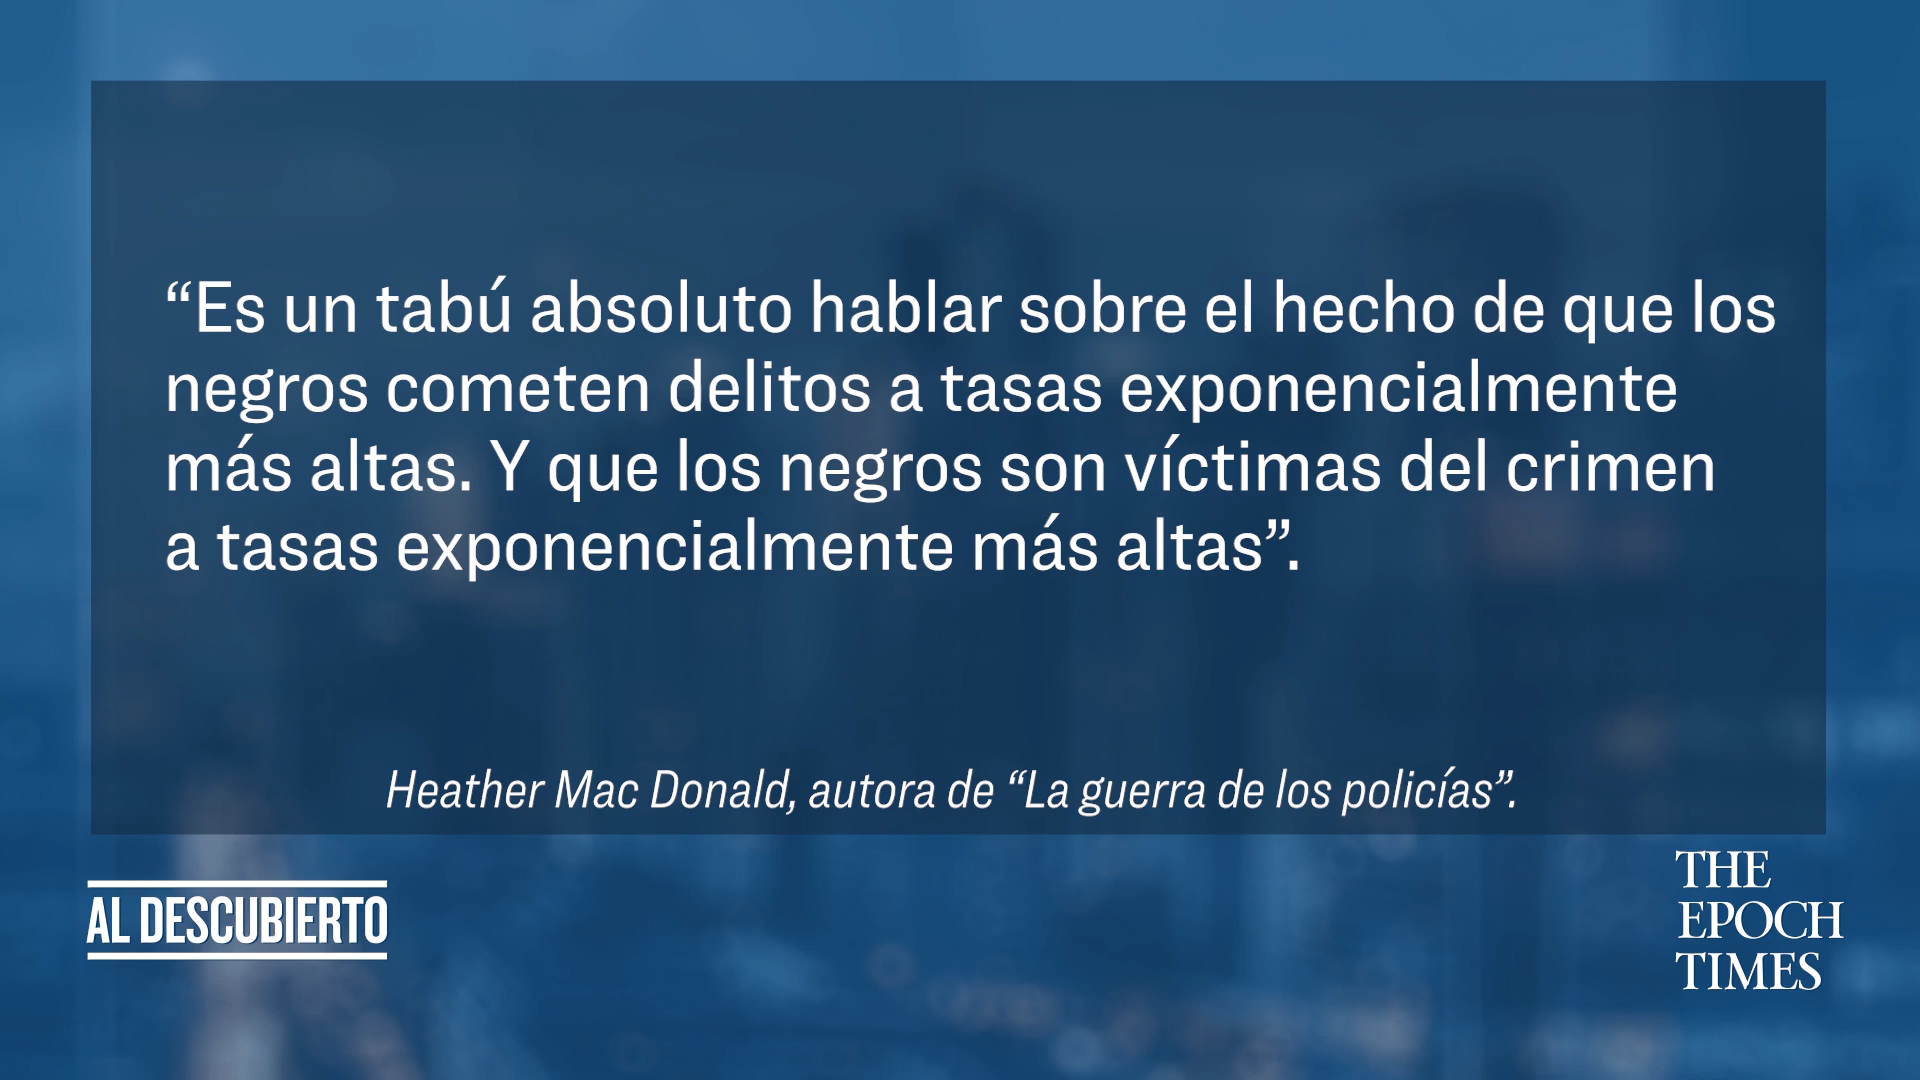 “Es un tabú absoluto hablar sobre el hecho de que los
negros cometen delitos a tasas exponencialmente
más altas. Y que los negros son víctimas del crimen
a tasas exponencialmente más altas”.
Heather Mac Donald, autora de “La guerra de los policías”.
AL DESCUBIERTO
THE
EPOCH
TIMES